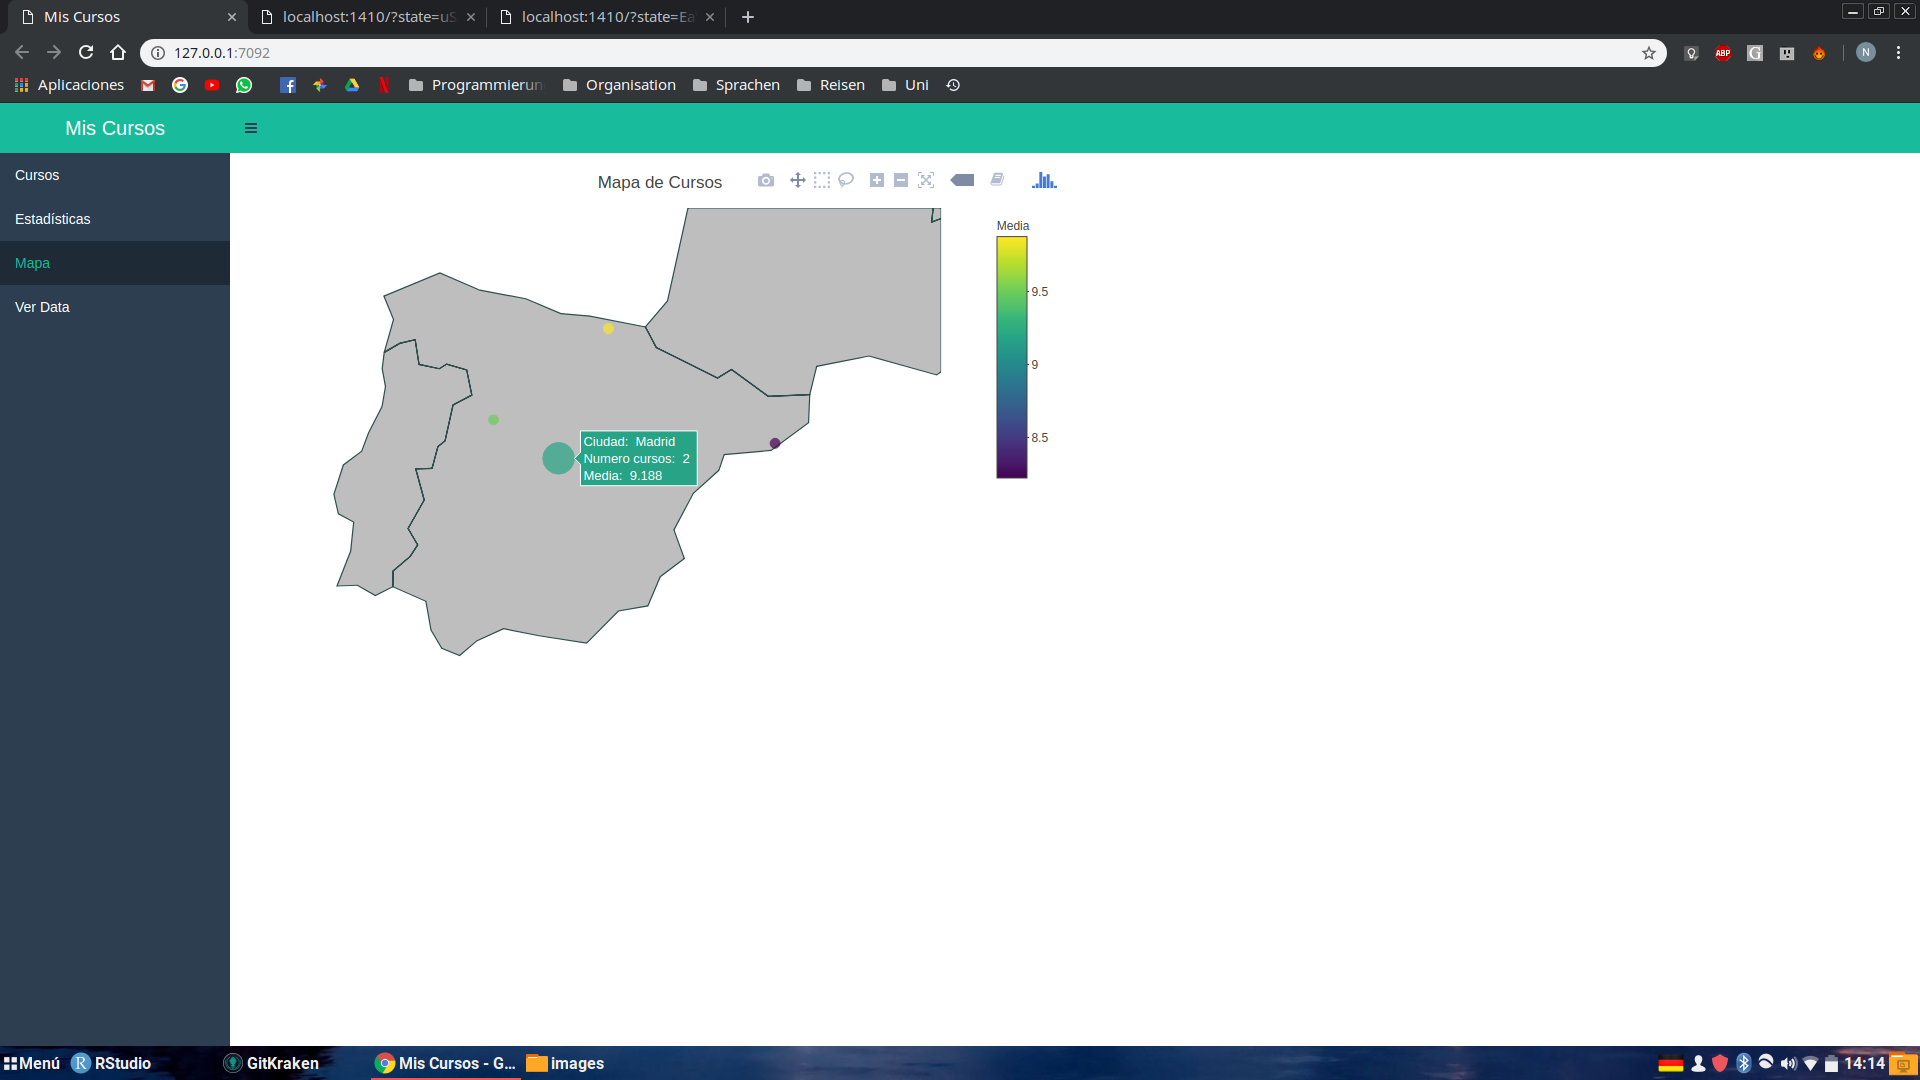 Mis Cursos
localhost:1410/?state=uS
localhost:1410/?state=Ea
127.0.0.1:7092
ABP
G
N
Aplicaciones
Programmierun
Organisation
Sprachen
Reisen
Uni
Mis Cursos
Cursos
Estadísticas
Mapa
Ver Data
Mapa de Cursos
Media
9.5
9
8.5
Ciudad: Madrid
Numero cursos: 2
Media: 9.188
Menú
RStudio
GitKraken
Mis Cursos - G...
images
14:14